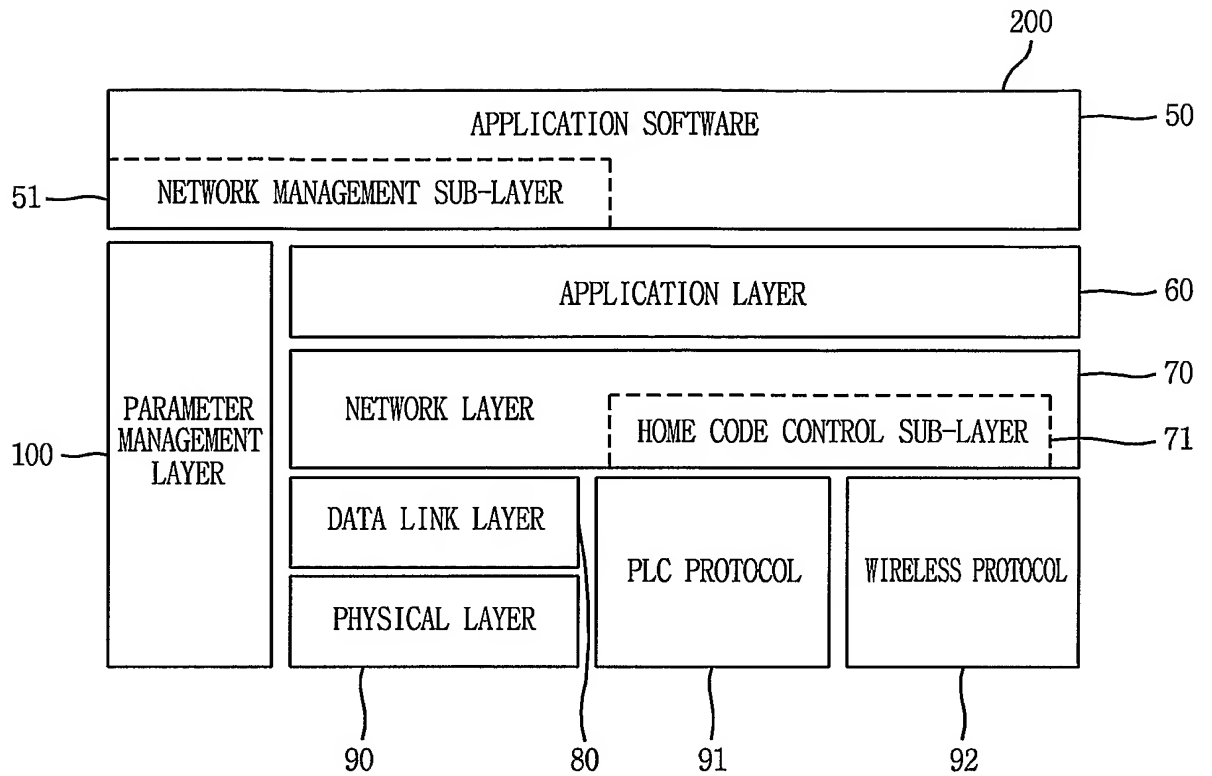 200
APPLICATION SOFTWARE
50
NETWORK MANAGEMENT SUB-LAYER
51
APPLICATION LAYER
60
PARAMETER
MANAGEMENT
LAYER
100
NETWORK LAYER
70
HOME CODE CONTROL SUB-LAYER
71
DATA LINK LAYER
PLC PROTOCOL
WIRELESS PROTOCOL
PHYSICAL LAYER
90
80
91
92